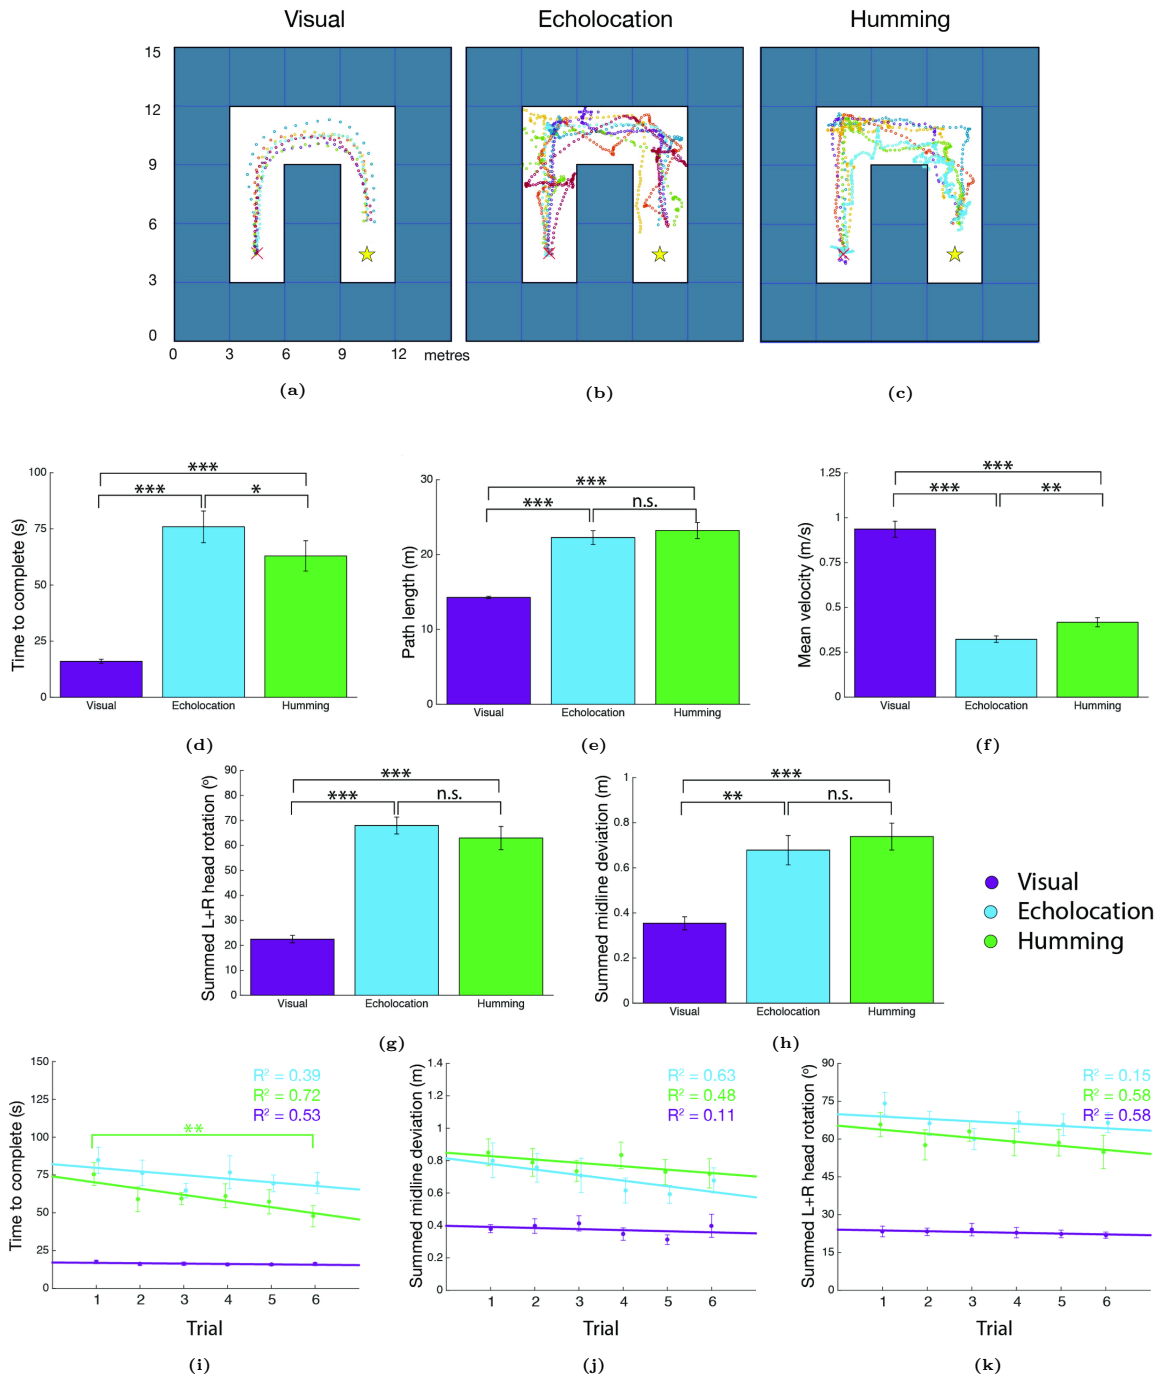 Visual Echolocation Humming
15
12
9
6
3
0
0 3 6 9 12 metres
(a) (b) (c)
Time to complete (s)
100
75
50
25
0
***
***
*
Visual Echolocation Humming
(d)
Path length (m)
30
20
10
0
***
***
n.s.
Visual Echolocation Humming
(e)
Mean velocity (m/s)
1.25
1
0.75
0.5
0.25
0
***
***
**
Visual Echolocation Humming
(f)
Summed L+R head rotation (º)
90
80
70
60
50
40
30
20
10
0
***
***
n.s.
Visual Echolocation Humming
(g)
Summed midline deviation (m)
1
0.8
0.6
0.4
0.2
0
***
**
n.s.
Visual Echolocation Humming
(h)
Visual
Echolocation
Humming
Time to complete (s)
150
125
100
75
50
25
0
R² = 0.39
R² = 0.72
R² = 0.53
**
1 2 3 4 5 6
Trial
(i)
Summed midline deviation (m)
1.4
1.2
1
0.8
0.6
0.4
0.2
0
R² = 0.63
R² = 0.48
R² = 0.11
1 2 3 4 5 6
Trial
(j)
Summed L+R head rotation (º)
90
75
60
45
30
15
0
R² = 0.15
R² = 0.58
R² = 0.58
1 2 3 4 5 6
Trial
(k)